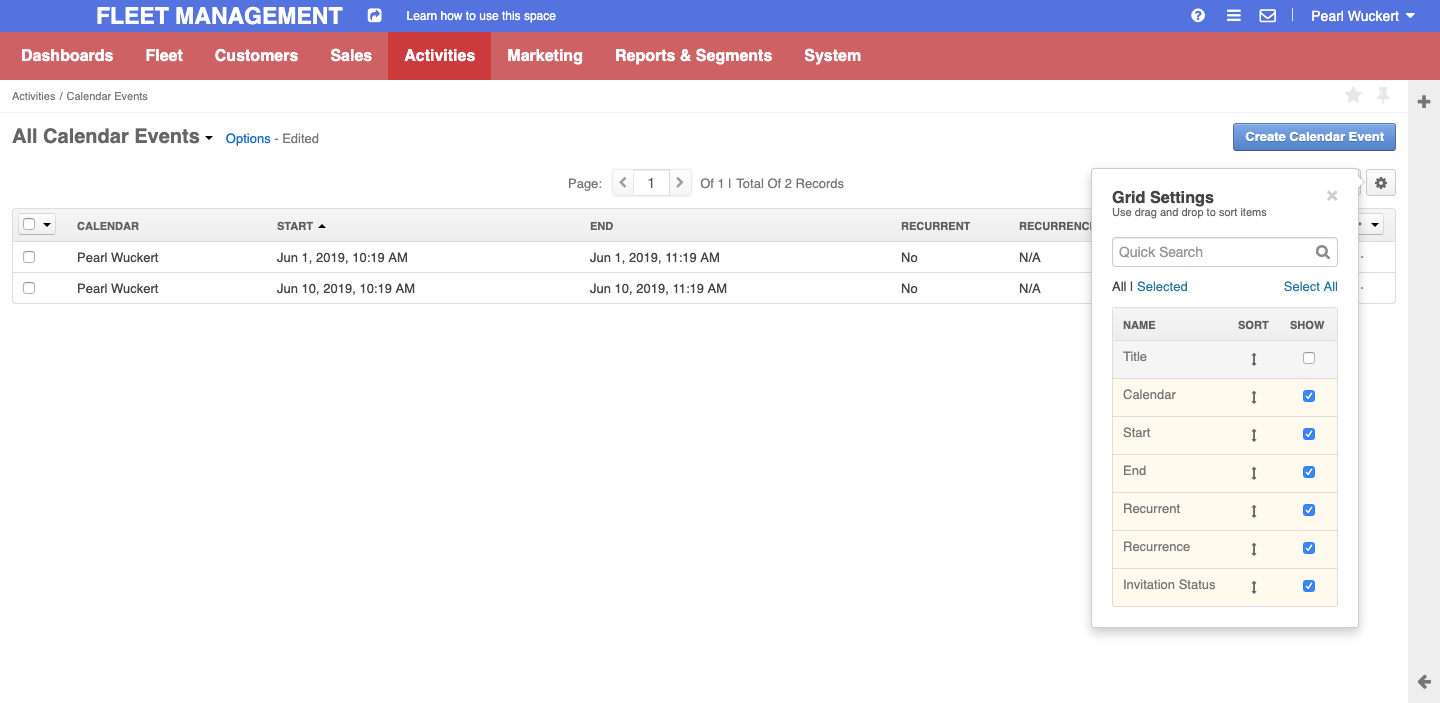 FLEET MANAGEMENT Learn how to use this space Pearl Wuckert
Dashboards Fleet Customers Sales Activities Marketing Reports & Segments System
Activities / Calendar Events
All Calendar Events Options - Edited Create Calendar Event
Page: 1 Of 1 | Total Of 2 Records
CALENDAR START END RECURRENT RECURRENC
Pearl Wuckert Jun 1, 2019, 10:19 AM Jun 1, 2019, 11:19 AM No N/A
Pearl Wuckert Jun 10, 2019, 10:19 AM Jun 10, 2019, 11:19 AM No N/A
Grid Settings
Use drag and drop to sort items
Quick Search
All | Selected Select All
NAME SORT SHOW
Title
Calendar
Start
End
Recurrent
Recurrence
Invitation Status